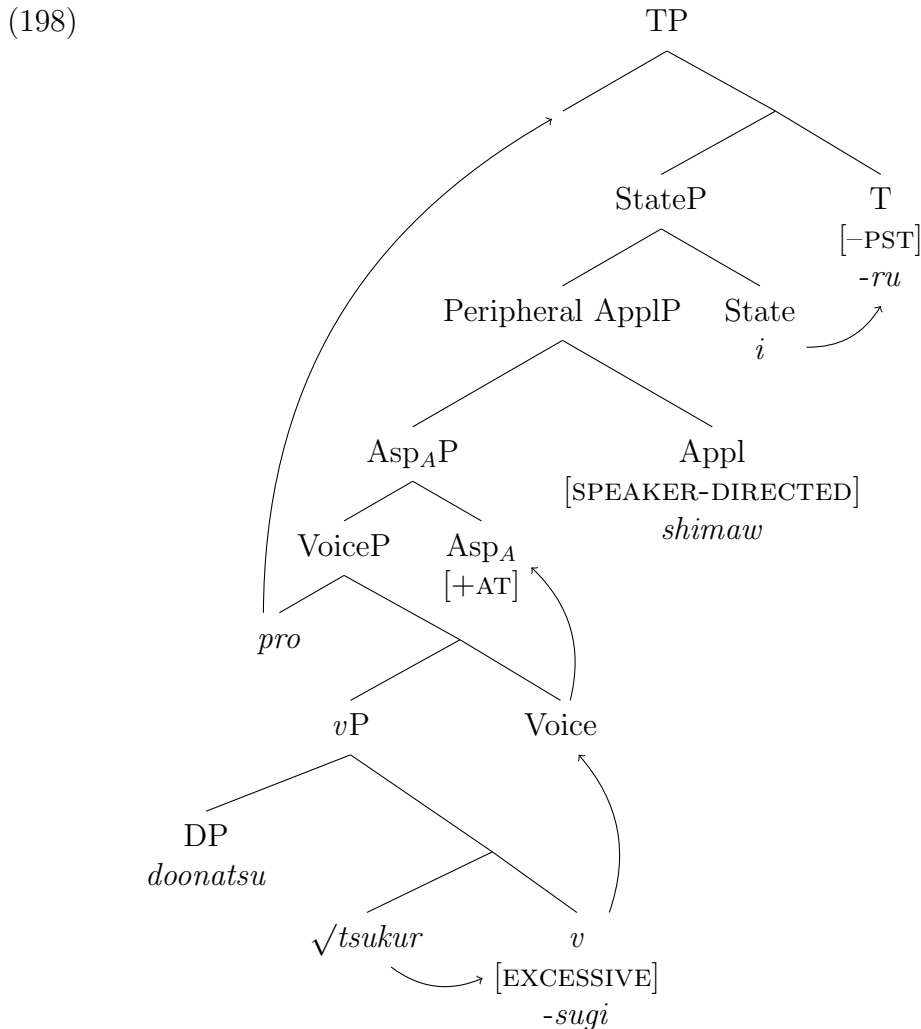 (198)
TP
StateP T
[–PST]
-ru
Peripheral ApplP State
i
Asp_AP Appl
[SPEAKER-DIRECTED]
shimaw
VoiceP Asp_A
[+AT]
pro
vP Voice
DP
doonatsu
√tsukur v
[EXCESSIVE]
-sugi